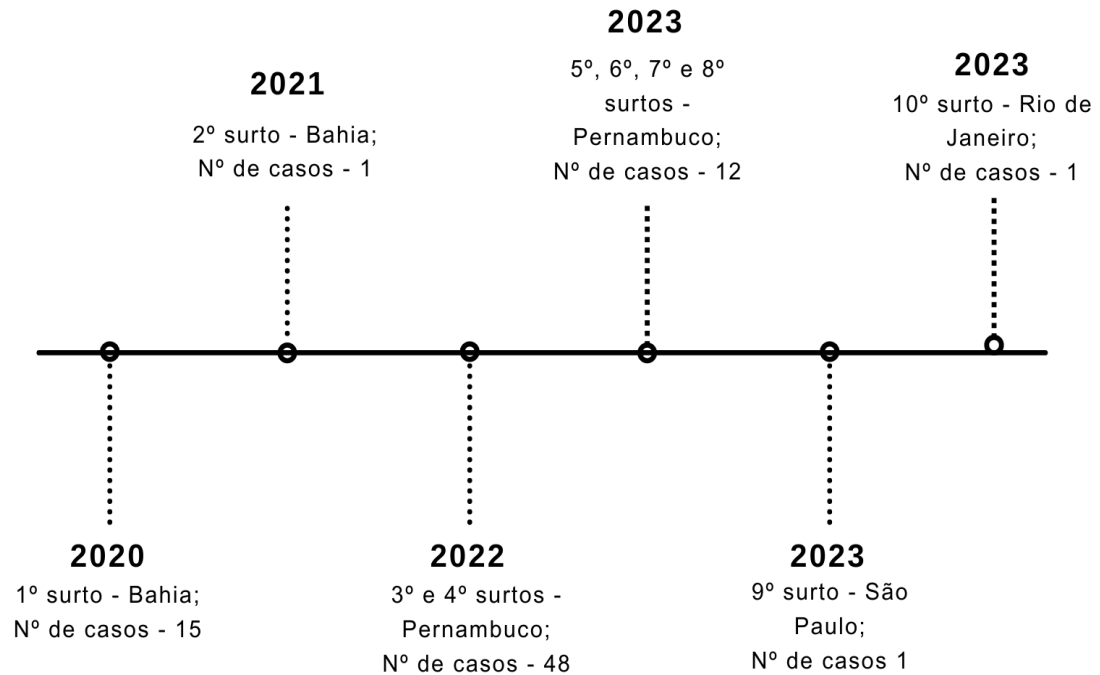 2020
1º surto - Bahia;
Nº de casos - 15
2021
2º surto - Bahia;
Nº de casos - 1
2022
3º e 4º surtos -
Pernambuco;
Nº de casos - 48
2023
5º, 6º, 7º e 8º
surtos -
Pernambuco;
Nº de casos - 12
2023
9º surto - São
Paulo;
Nº de casos 1
2023
10º surto - Rio de
Janeiro;
Nº de casos - 1